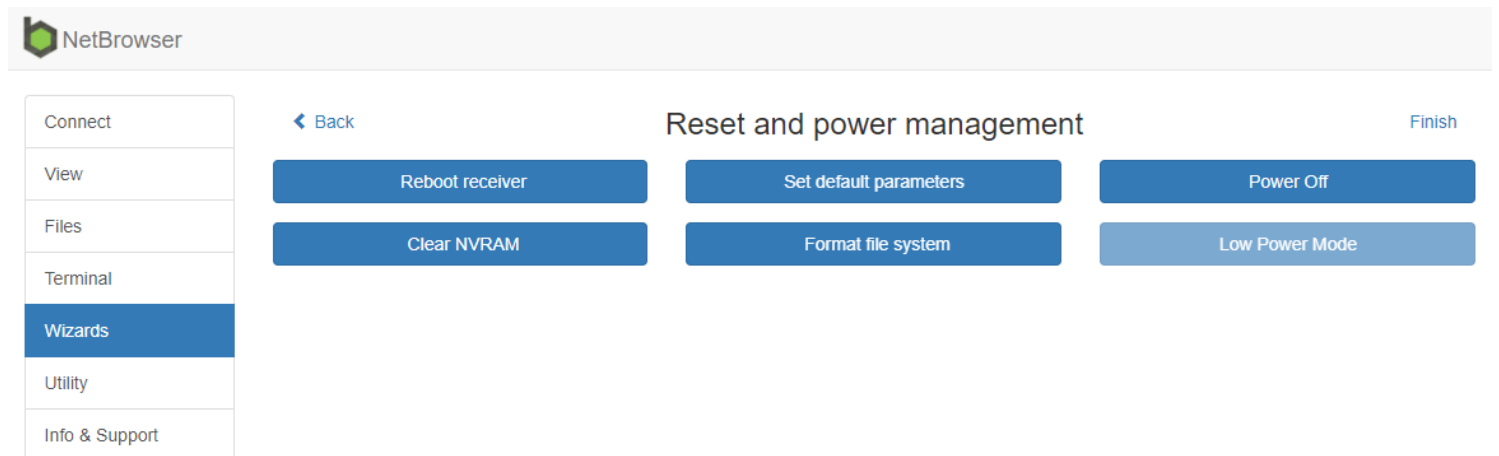 NetBrowser
Connect
View
Files
Terminal
Wizards
Utility
Info & Support
Back
Reset and power management
Finish
Reboot receiver
Set default parameters
Power Off
Clear NVRAM
Format file system
Low Power Mode